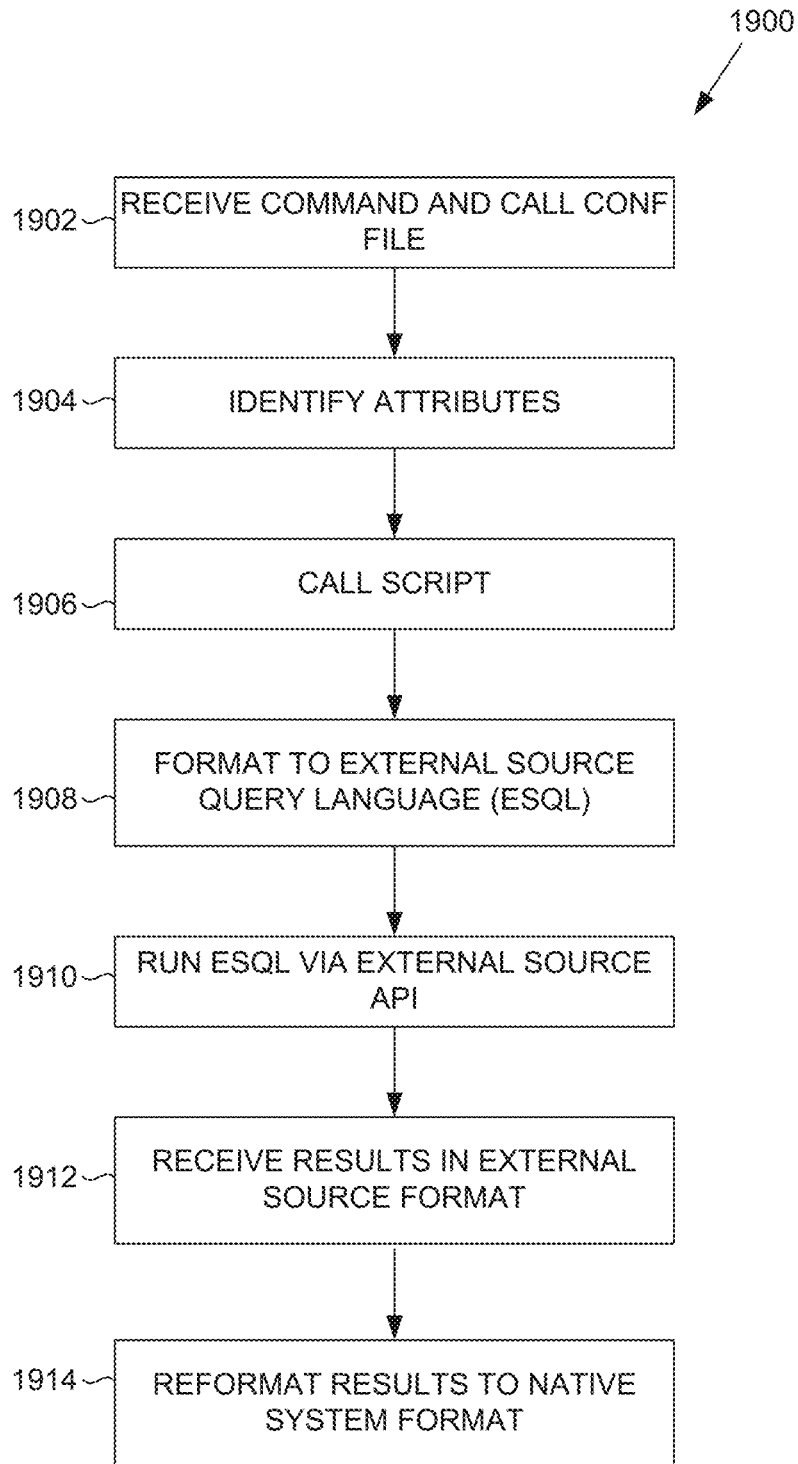 1900
1902
RECEIVE COMMAND AND CALL CONF
FILE
1904
IDENTIFY ATTRIBUTES
1906
CALL SCRIPT
1908
FORMAT TO EXTERNAL SOURCE
QUERY LANGUAGE (ESQL)
1910
RUN ESQL VIA EXTERNAL SOURCE
API
1912
RECEIVE RESULTS IN EXTERNAL
SOURCE FORMAT
1914
REFORMAT RESULTS TO NATIVE
SYSTEM FORMAT